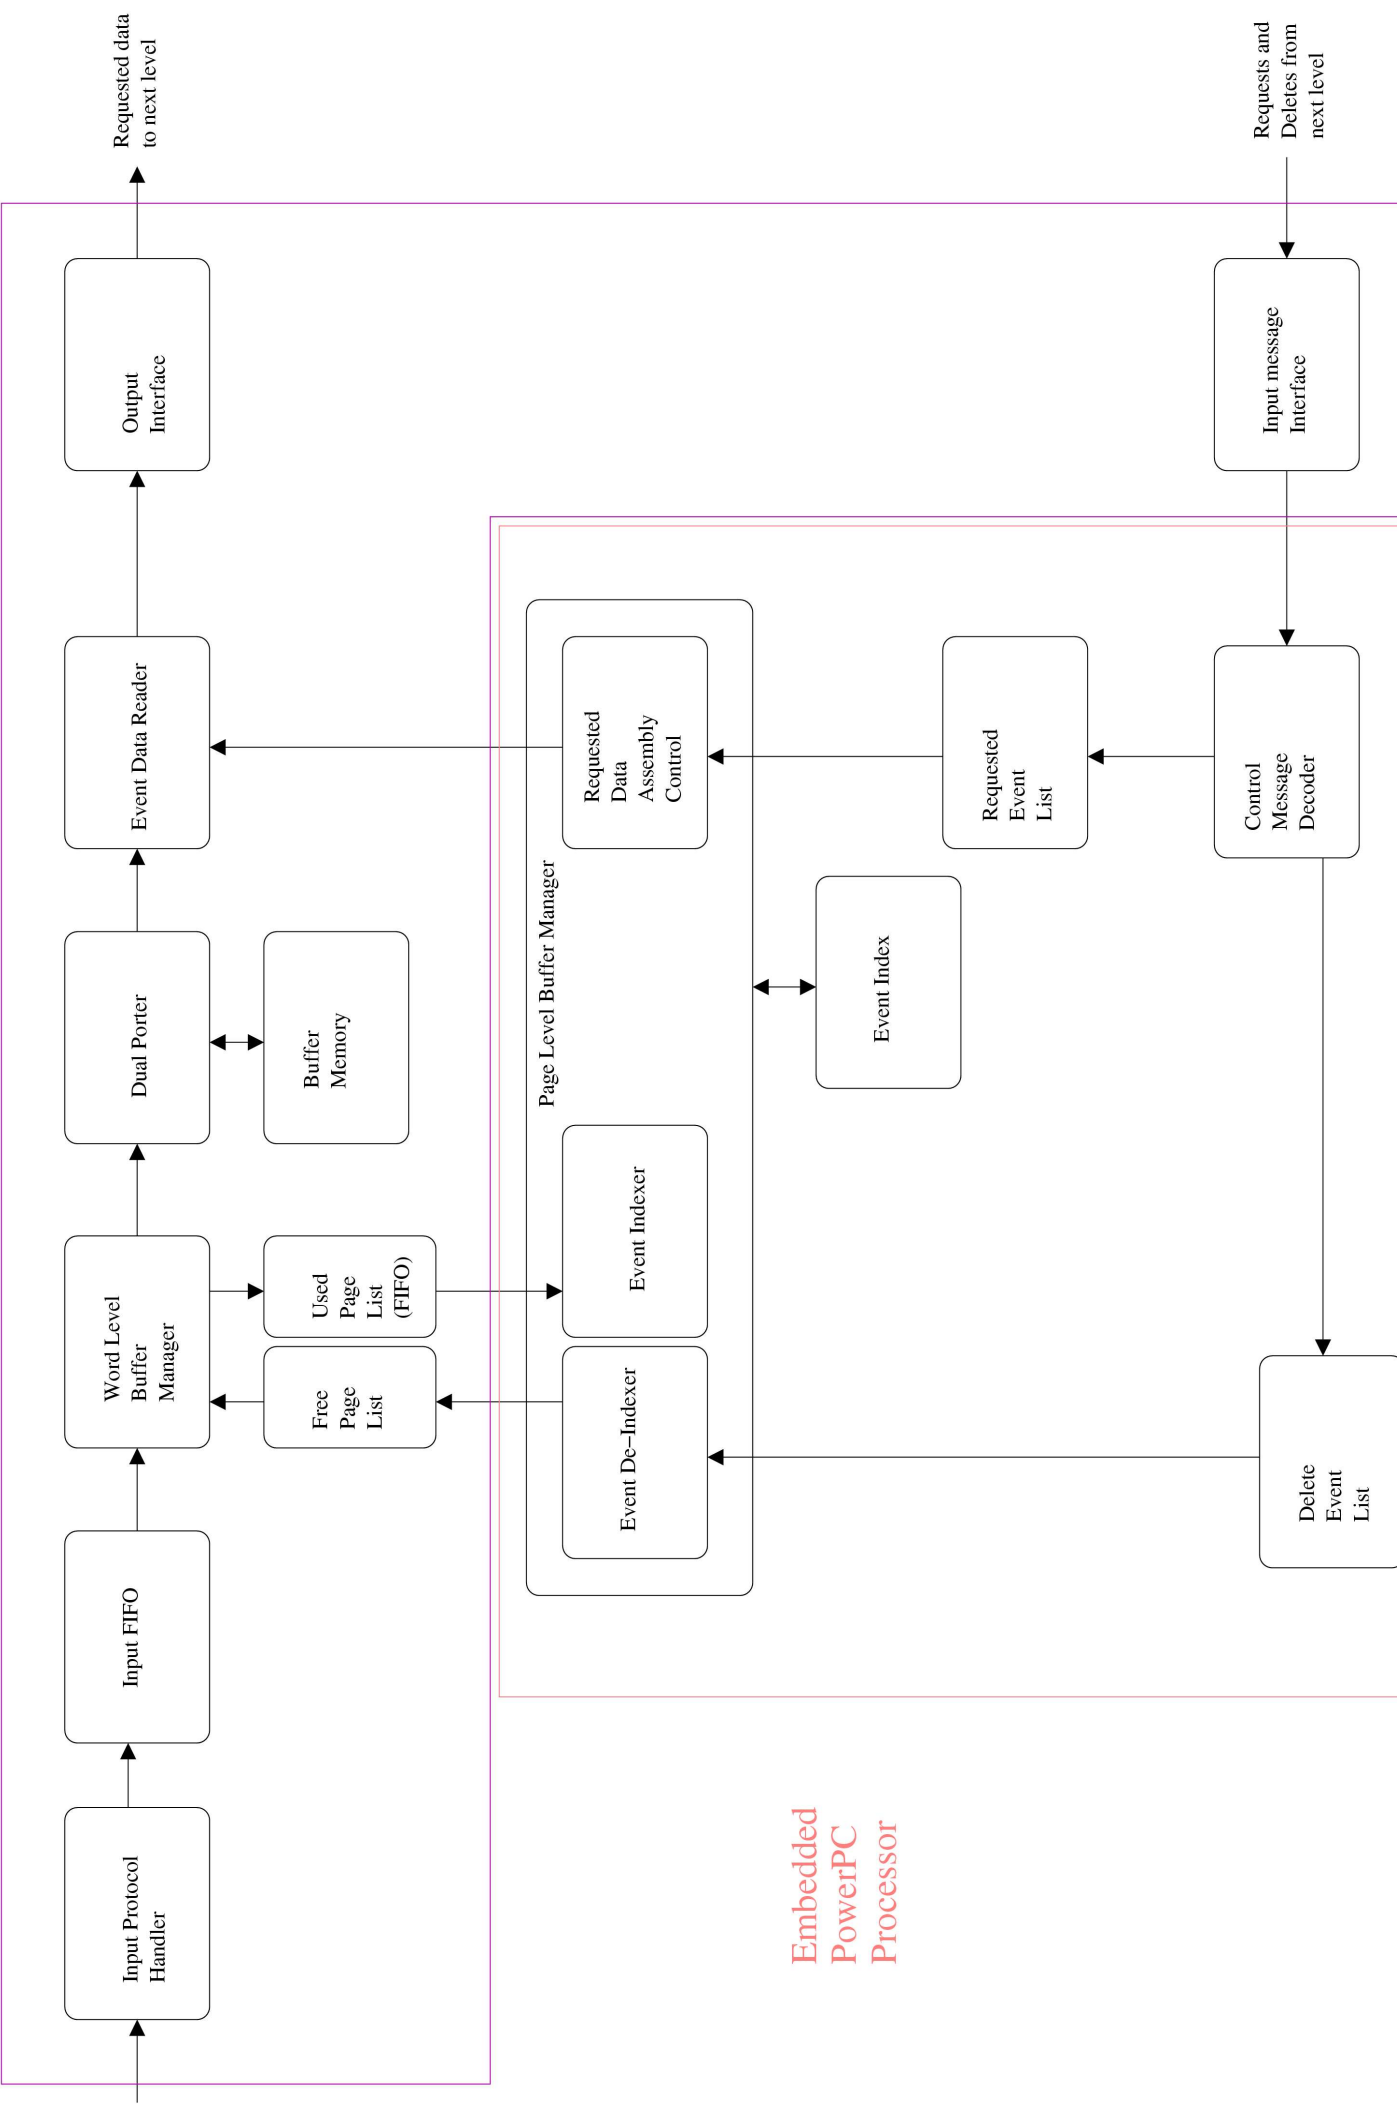 Input Protocol
Handler
Input FIFO
Word Level
Buffer
Manager
Dual Porter
Event Data Reader
Output
Interface
Requested data
to next level
Free
Page
List
Used
Page
List
(FIFO)
Buffer
Memory
Page Level Buffer Manager
Event De–Indexer
Event Indexer
Requested
Data
Assembly
Control
Embedded
PowerPC
Processor
Event Index
Requested
Event
List
Delete
Event
List
Control
Message
Decoder
Input message
Interface
Requests and
Deletes from
next level